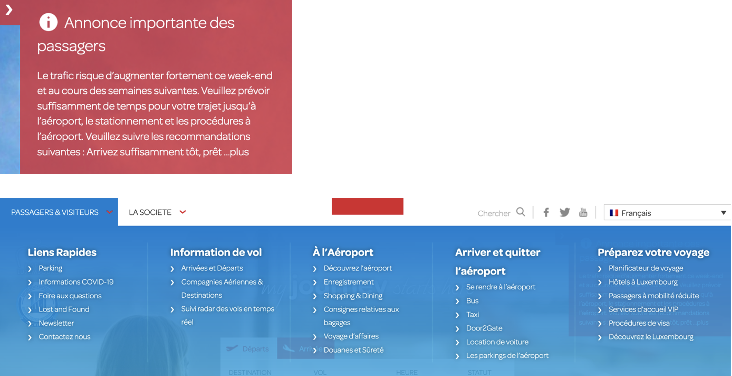 Annonce importante des
passagers
Le trafic risque d'augmenter fortement ce week-end
et au cours des semaines suivantes. Veuillez prévoir
suffisamment de temps pour votre trajet jusqu'à
l'aéroport, le stationnement et les procédures à
l'aéroport. Veuillez suivre les recommandations
suivantes : Arrivez suffisamment tôt, prêt ...plus
PASSAGERS & VISITEURS
LA SOCIETE
Chercher
Français
Liens Rapides
Parking
Informations COVID-19
Foire aux questions
Lost and Found
Newsletter
Contactez nous
Information de vol
Arrivées et Départs
Compagnies Aériennes &
Destinations
Suivi radar des vols en temps
réel
À l'Aéroport
Découvrez l'aéroport
Enregistrement
Shopping & Dining
Consignes relatives aux
bagages
Voyage d'affaires
Douanes et Sûreté
Arriver et quitter
l'aéroport
Se rendre à l'aéroport
Bus
Taxi
Door2Gate
Location de voiture
Les parkings de l'aéroport
Préparez votre voyage
Planificateur de voyage
Hôtels à Luxembourg
Passagers à mobilité réduite
Services d'accueil VIP
Procédures de visa
Découvrez le Luxembourg
Départs
DESTINATION
VOL
HEURE
STATUT